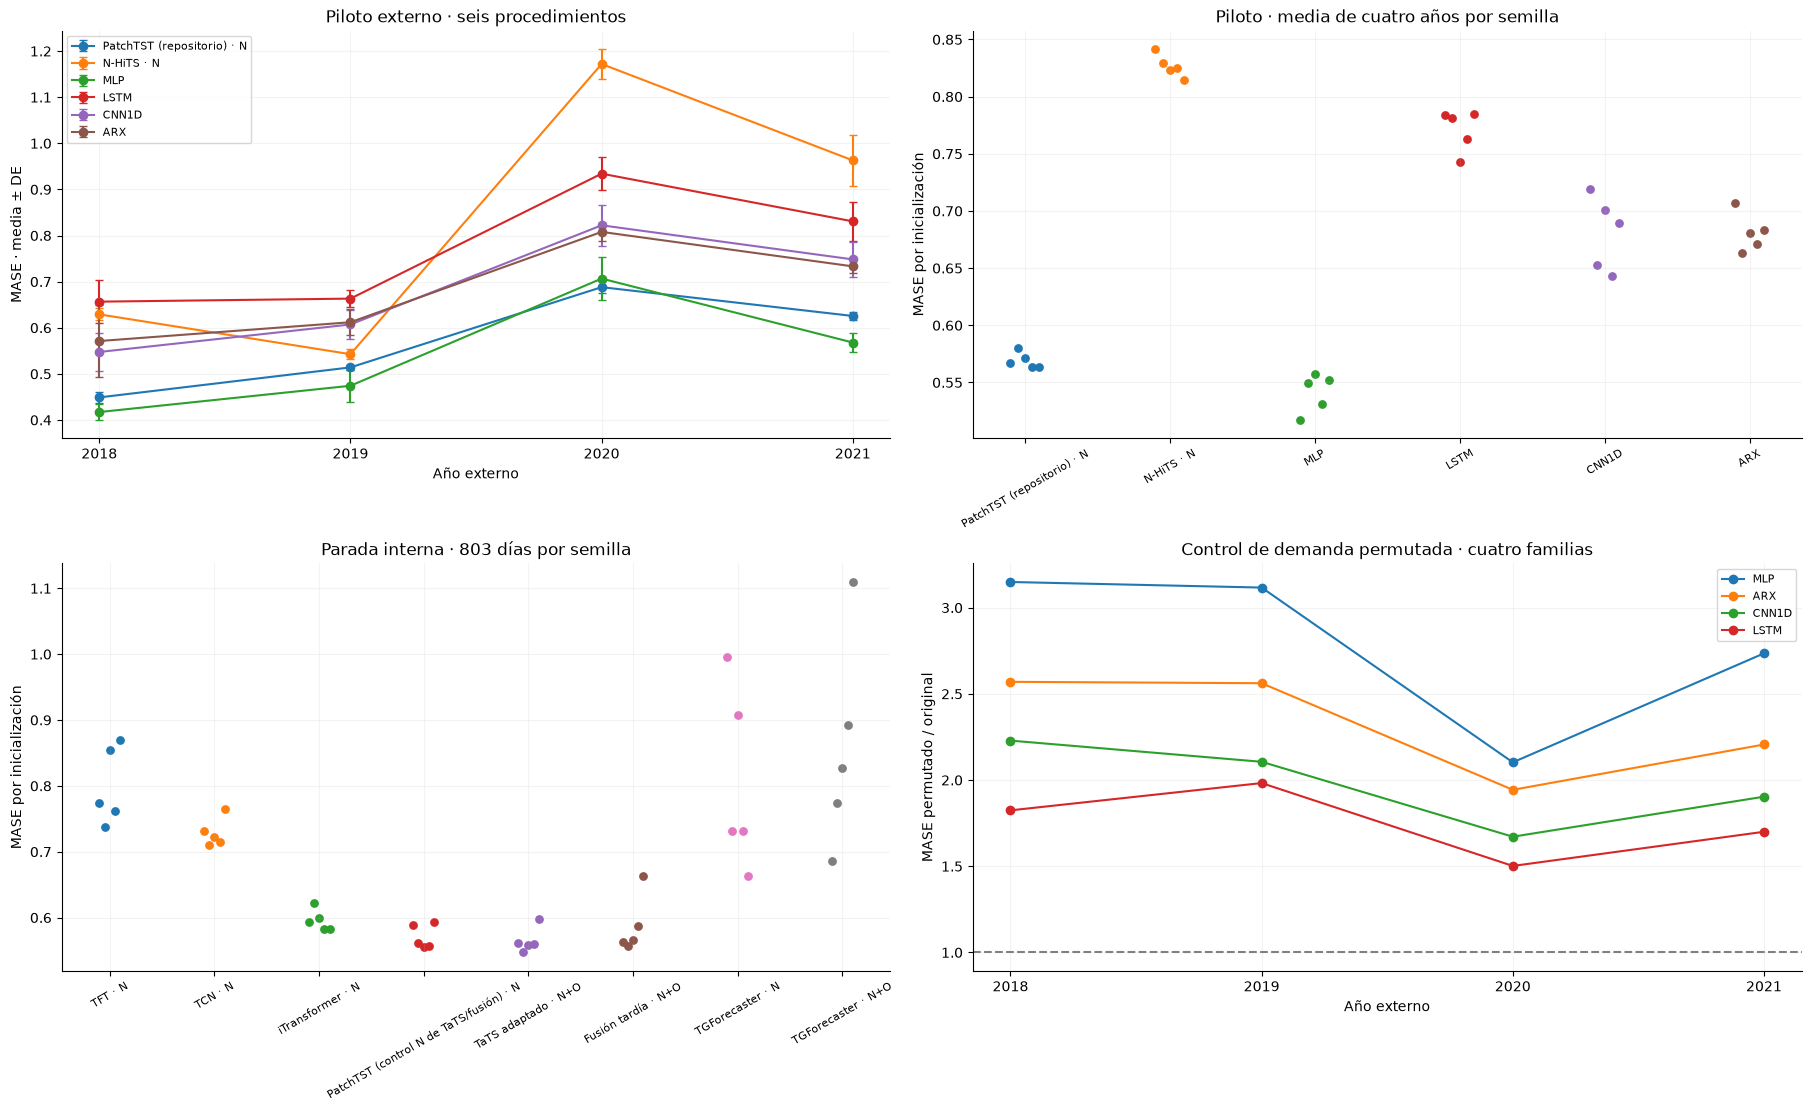 Piloto externo · seis procedimientos
MASE · media ± DE
1.2
1.1
1.0
0.9
0.8
0.7
0.6
0.5
0.4
PatchTST (repositorio) · N
N-HiTS · N
MLP
LSTM
CNN1D
ARX
2018
2019
2020
2021
Año externo
Piloto · media de cuatro años por semilla
MASE por inicialización
0.85
0.80
0.75
0.70
0.65
0.60
0.55
PatchTST (repositorio) · N
N-HiTS · N
MLP
LSTM
CNN1D
ARX
Parada interna · 803 días por semilla
MASE por inicialización
1.1
1.0
0.9
0.8
0.7
0.6
TFT · N
TCN · N
iTransformer · N
PatchTST (control N de TaTS/fusión) · N
TaTS adaptado · N+O
Fusión tardía · N+O
TGForecaster · N
TGForecaster · N+O
Control de demanda permutada · cuatro familias
MASE permutado / original
3.0
2.5
2.0
1.5
1.0
MLP
ARX
CNN1D
LSTM
2018
2019
2020
2021
Año externo